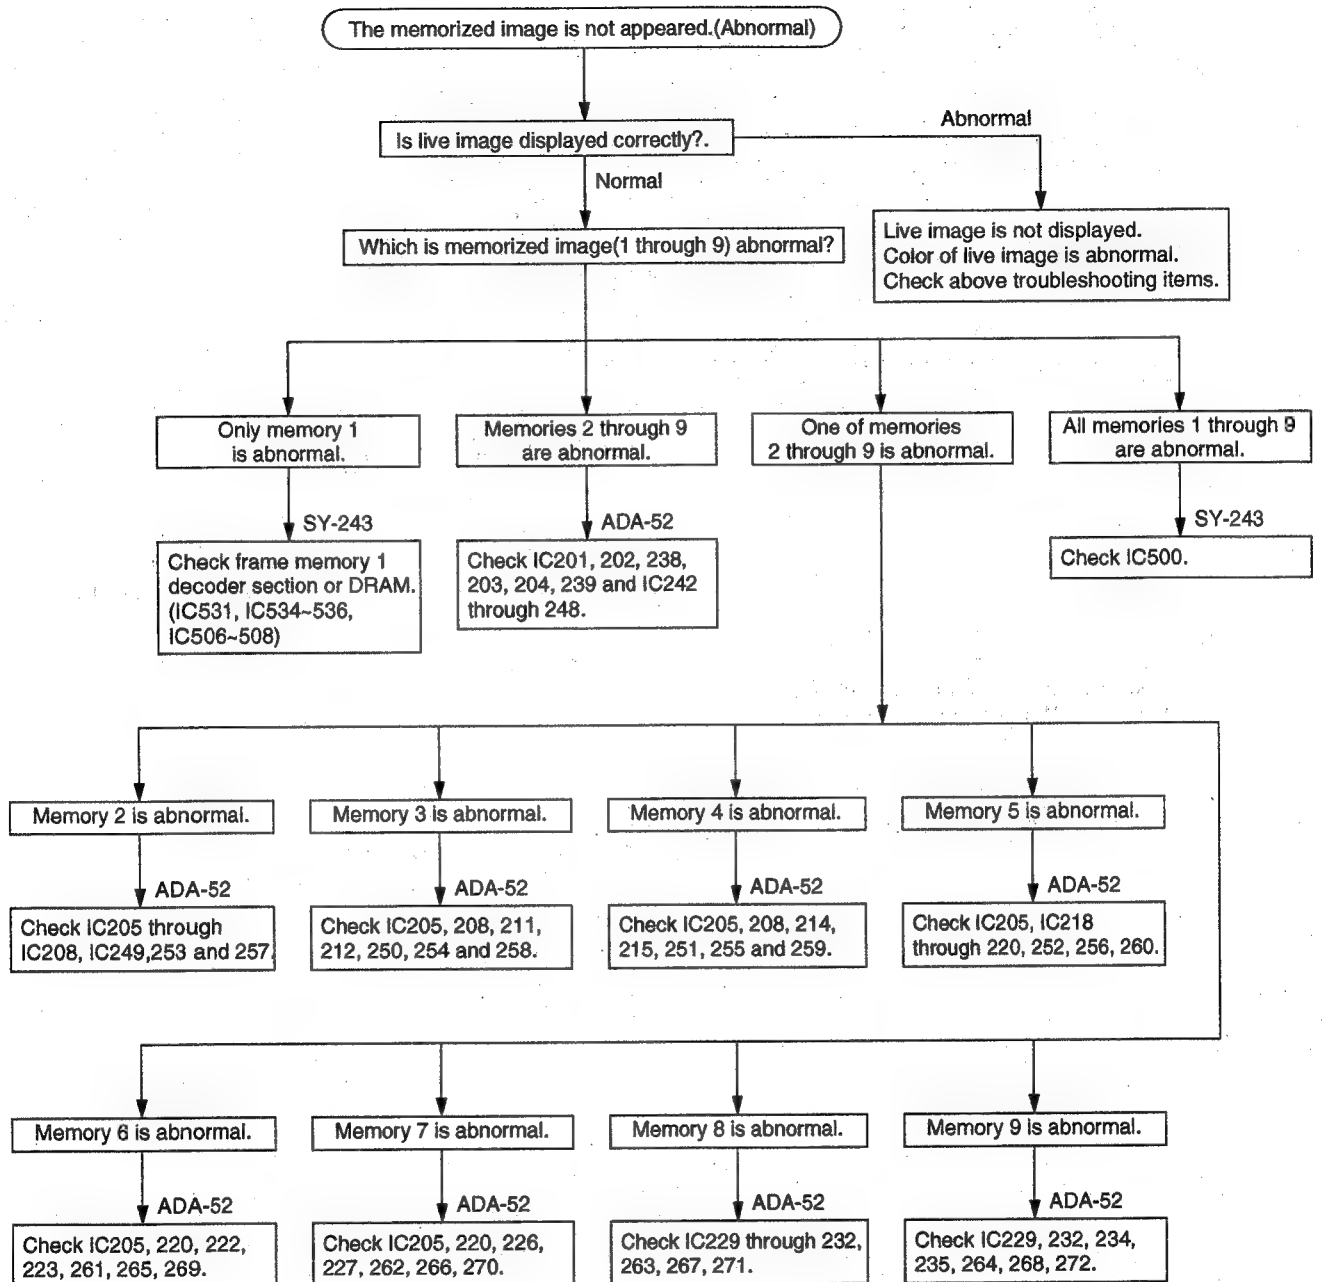 The memorized image is not appeared.(Abnormal)
Is live image displayed correctly?.
Abnormal
Normal
Which is memorized image(1 through 9) abnormal?
Live image is not displayed.
Color of live image is abnormal.
Check above troubleshooting items.
Only memory 1
is abnormal.
Memories 2 through 9
are abnormal.
One of memories
2 through 9 is abnormal.
All memories 1 through 9
are abnormal.
SY-243
Check frame memory 1
decoder section or DRAM.
(IC531, IC534~536,
IC506~508)
ADA-52
Check IC201, 202, 238,
203, 204, 239 and IC242
through 248.
SY-243
Check IC500.
Memory 2 is abnormal.
Memory 3 is abnormal.
Memory 4 is abnormal.
Memory 5 is abnormal.
ADA-52
Check IC205 through
IC208, IC249,253 and 257.
ADA-52
Check IC205, 208, 211,
212, 250, 254 and 258.
ADA-52
Check IC205, 208, 214,
215, 251, 255 and 259.
ADA-52
Check IC205, IC218
through 220, 252, 256, 260.
Memory 6 is abnormal.
Memory 7 is abnormal.
Memory 8 is abnormal.
Memory 9 is abnormal.
ADA-52
Check IC205, 220, 222,
223, 261, 265, 269.
ADA-52
Check IC205, 220, 226,
227, 262, 266, 270.
ADA-52
Check IC229 through 232,
263, 267, 271.
ADA-52
Check IC229, 232, 234,
235, 264, 268, 272.